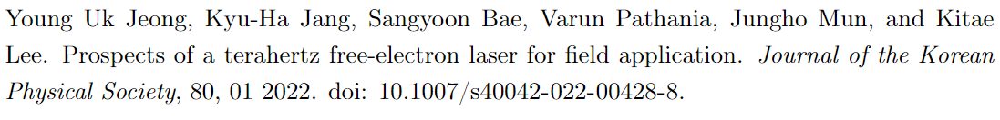 Young Uk Jeong, Kyu-Ha Jang, Sangyoon Bae, Varun Pathania, Jungho Mun, and Kitae
Lee. Prospects of a terahertz free-electron laser for field application. Journal of the Korean
Physical Society, 80, 01 2022. doi: 10.1007/s40042-022-00428-8.